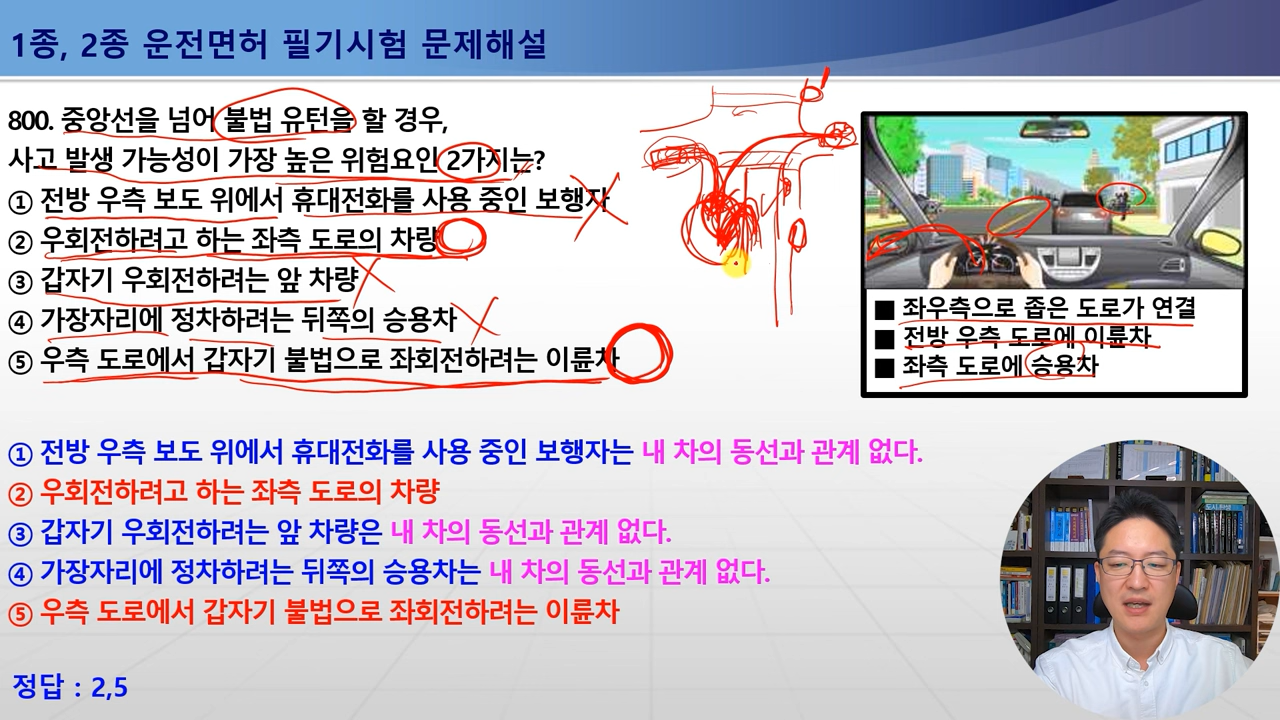 1종, 2종 운전면허 필기시험 문제해설
800. 중앙선을 넘어 불법 유턴을 할 경우,
사고 발생 가능성이 가장 높은 위험요인 2가지는?
① 전방 우측 보도 위에서 휴대전화를 사용 중인 보행자
② 우회전하려고 하는 좌측 도로의 차량
③ 갑자기 우회전하려는 앞 차량
④ 가장자리에 정차하려는 뒤쪽의 승용차
⑤ 우측 도로에서 갑자기 불법으로 좌회전하려는 이륜차
■ 좌우측으로 좁은 도로가 연결
■ 전방 우측 도로에 이륜차
■ 좌측 도로에 승용차
① 전방 우측 보도 위에서 휴대전화를 사용 중인 보행자는 내 차의 동선과 관계 없다.
② 우회전하려고 하는 좌측 도로의 차량
③ 갑자기 우회전하려는 앞 차량은 내 차의 동선과 관계 없다.
④ 가장자리에 정차하려는 뒤쪽의 승용차는 내 차의 동선과 관계 없다.
⑤ 우측 도로에서 갑자기 불법으로 좌회전하려는 이륜차
정답 : 2,5